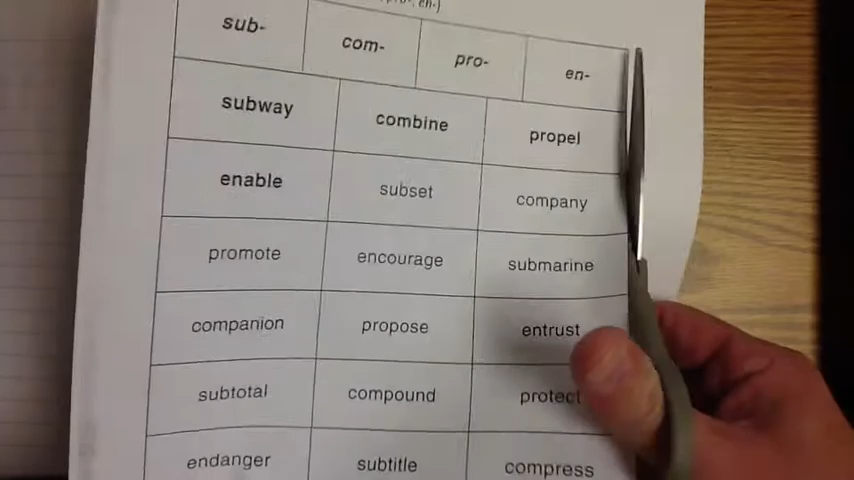 sub- com- pro- en-
subway combine propel
enable subset company
promote encourage submarine
companion propose entrust
subtotal compound protect
endanger subtitle compress